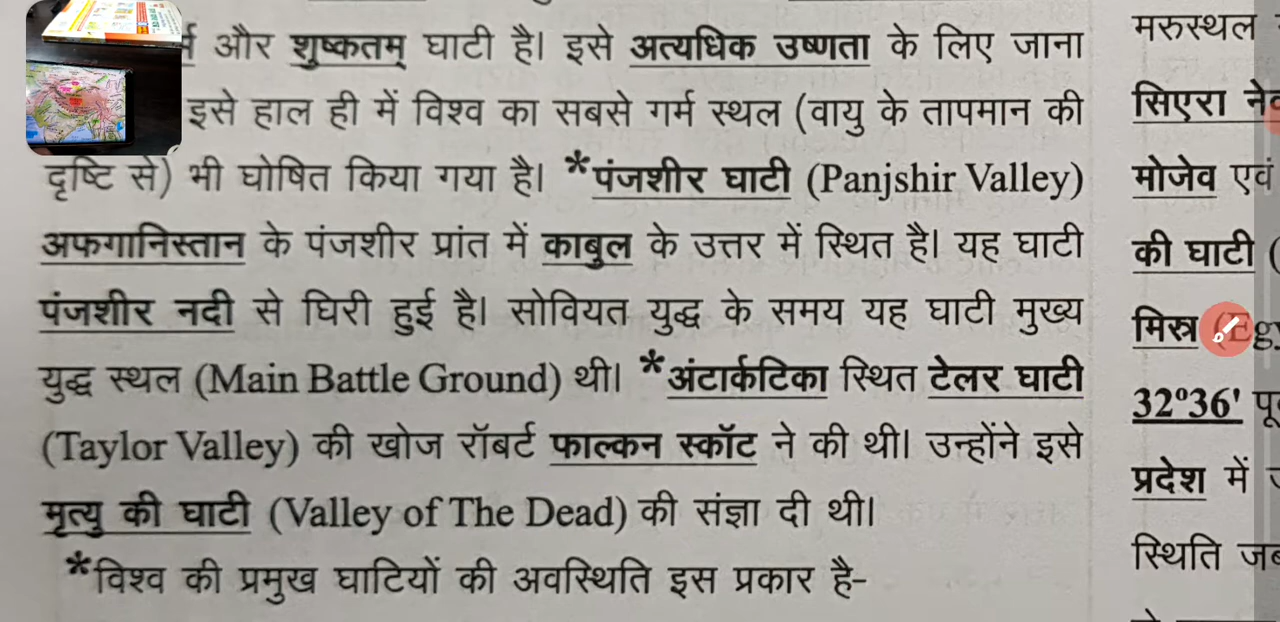 और शुष्कतम् घाटी है। इसे अत्यधिक उष्णता के लिए जाना
इसे हाल ही में विश्व का सबसे गर्म स्थल (वायु के तापमान की
दृष्टि से) भी घोषित किया गया है। *पंजशीर घाटी (Panjshir Valley)
अफगानिस्तान के पंजशीर प्रांत में काबुल के उत्तर में स्थित है। यह घाटी
पंजशीर नदी से घिरी हुई है। सोवियत युद्ध के समय यह घाटी मुख्य
युद्ध स्थल (Main Battle Ground) थी। *अंटार्कटिका स्थित टेलर घाटी
(Taylor Valley) की खोज रॉबर्ट फाल्कन स्कॉट ने की थी। उन्होंने इसे
मृत्यु की घाटी (Valley of The Dead) की संज्ञा दी थी।
*विश्व की प्रमुख घाटियों की अवस्थिति इस प्रकार है-
मरुस्थल
सिएरा
मोजेव एवं
की घाटी (
मिस्र
32°36'
प्रदेश में
स्थिति